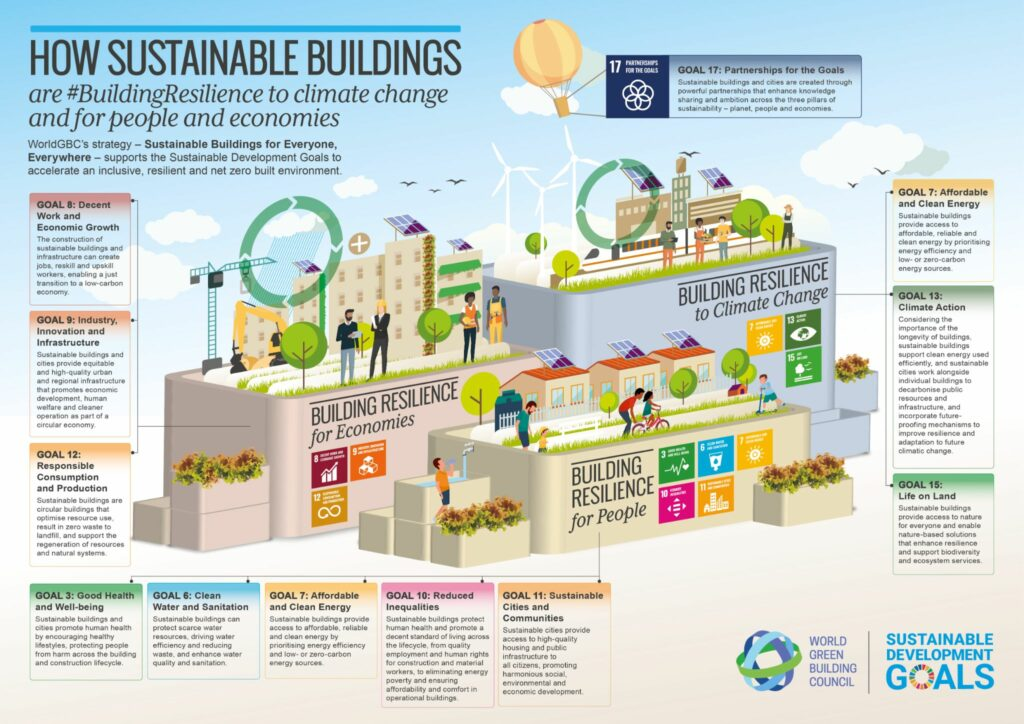 HOW SUSTAINABLE BUILDINGS
are #BuildingResilience to climate change
and for people and economies
WorldGBC's strategy – Sustainable Buildings for Everyone,
Everywhere – supports the Sustainable Development Goals to
accelerate an inclusive, resilient and net zero built environment.
17 PARTNERSHIPS
FOR THE GOALS
GOAL 17: Partnerships for the Goals
Sustainable buildings and cities are created through
powerful partnerships that enhance knowledge
sharing and ambition across the three pillars of
sustainability – planet, people and economies.
GOAL 8: Decent
Work and
Economic Growth
The construction of
sustainable buildings and
infrastructure can create
jobs, reskill and upskill
workers, enabling a just
transition to a low-carbon
economy.
GOAL 9: Industry,
Innovation and
Infrastructure
Sustainable buildings and
cities provide equitable
and high-quality urban
and regional infrastructure
that promotes economic
development, human
welfare and cleaner
operation as part of a
circular economy.
GOAL 12:
Responsible
Consumption
and Production
Sustainable buildings are
circular buildings that
optimise resource use,
result in zero waste to
landfill, and support the
regeneration of resources
and natural systems.
BUILDING RESILIENCE
for Economies
8
9
12
BUILDING
RESILIENCE
for People
3
6
7
10
11
BUILDING RESILIENCE
to Climate Change
7
13
15
GOAL 7: Affordable
and Clean Energy
Sustainable buildings
provide access to
affordable, reliable and
clean energy by prioritising
energy efficiency and
low- or zero-carbon
energy sources.
GOAL 13:
Climate Action
Considering the
importance of the
longevity of buildings,
sustainable buildings
support clean energy used
efficiently, and sustainable
cities work alongside
individual buildings to
decarbonise public
resources and
infrastructure, and
incorporate future-
proofing mechanisms to
improve resilience and
adaptation to future
climatic change.
GOAL 15:
Life on Land
Sustainable buildings
provide access to nature
for everyone and enable
nature-based solutions
that enhance resilience
and support biodiversity
and ecosystem services.
GOAL 3: Good Health
and Well-being
Sustainable buildings and
cities promote human health
by encouraging healthy
lifestyles, protecting people
from harm across the building
and construction lifecycle.
GOAL 6: Clean
Water and Sanitation
Sustainable buildings can
protect scarce water
resources, driving water
efficiency and reducing
waste, and enhance water
quality and sanitation.
GOAL 7: Affordable
and Clean Energy
Sustainable buildings provide
access to affordable, reliable
and clean energy by
prioritising energy efficiency
and low- or zero-carbon
energy sources.
GOAL 10: Reduced
Inequalities
Sustainable buildings protect
human health and promote a
decent standard of living across
the lifecycle, from quality
employment and human rights
for construction and material
workers, to eliminating energy
poverty and ensuring
affordability and comfort in
operational buildings.
GOAL 11: Sustainable
Cities and
Communities
Sustainable cities provide
access to high-quality
housing and public
infrastructure to
all citizens, promoting
harmonious social,
environmental and
economic development.
WORLD
GREEN
BUILDING
COUNCIL
SUSTAINABLE
DEVELOPMENT
GOALS